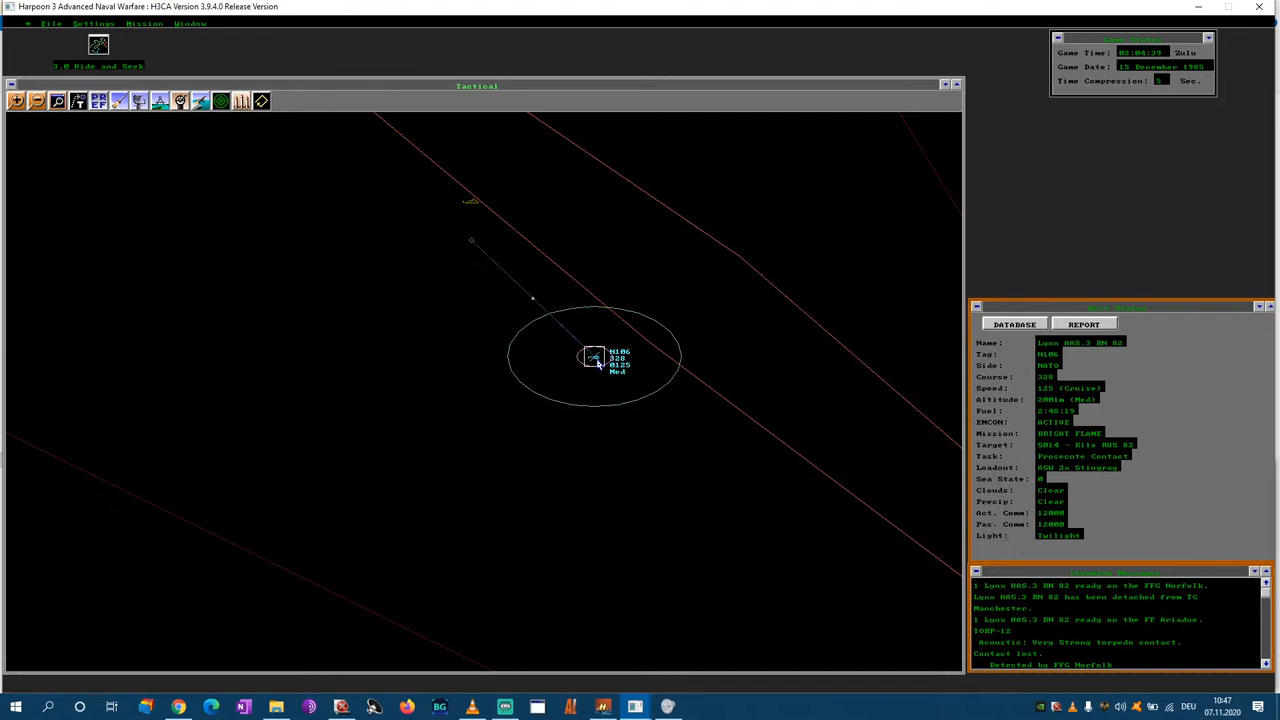 Harpoon 3 Advanced Naval Warfare : H3CA Version 3.9.4.0 Release Version
File Settings Mission Window
3.0 Hide and Seek
Game Status
Game Time: 02:04:39 Zulu
Game Date: 15 December 1985
Time Compression: 5 Sec.
Tactical
N106
328
0125
Med
DATABASE REPORT
Name: Lynx HAS.3 RN 82
Tag: N106
Side: NATO
Course: 328
Speed: 125 (Cruise)
Altitude: 2001m (Med)
Fuel: 2:48:19
EMCON: ACTIVE
Mission: BRIGHT FLAME
Target: S014 - Kilo RUS 82
Task: Prosecute Contact
Loadout: ASW 2x Stingray
Sea State: 0
Clouds: Clear
Precip: Clear
Act. Comm: 12000
Pas. Comm: 12000
Light: Twilight
1 Lynx HAS.3 RN 82 ready on the FFG Norfolk.
Lynx HAS.3 RN 82 has been detached from TG
Manchester.
1 Lynx HAS.3 RN 82 ready on the FF Ariadne.
TORP-12
Acoustic: Very Strong torpedo contact.
Contact lost.
Detected by FFG Norfolk
DEU
10:47
07.11.2020